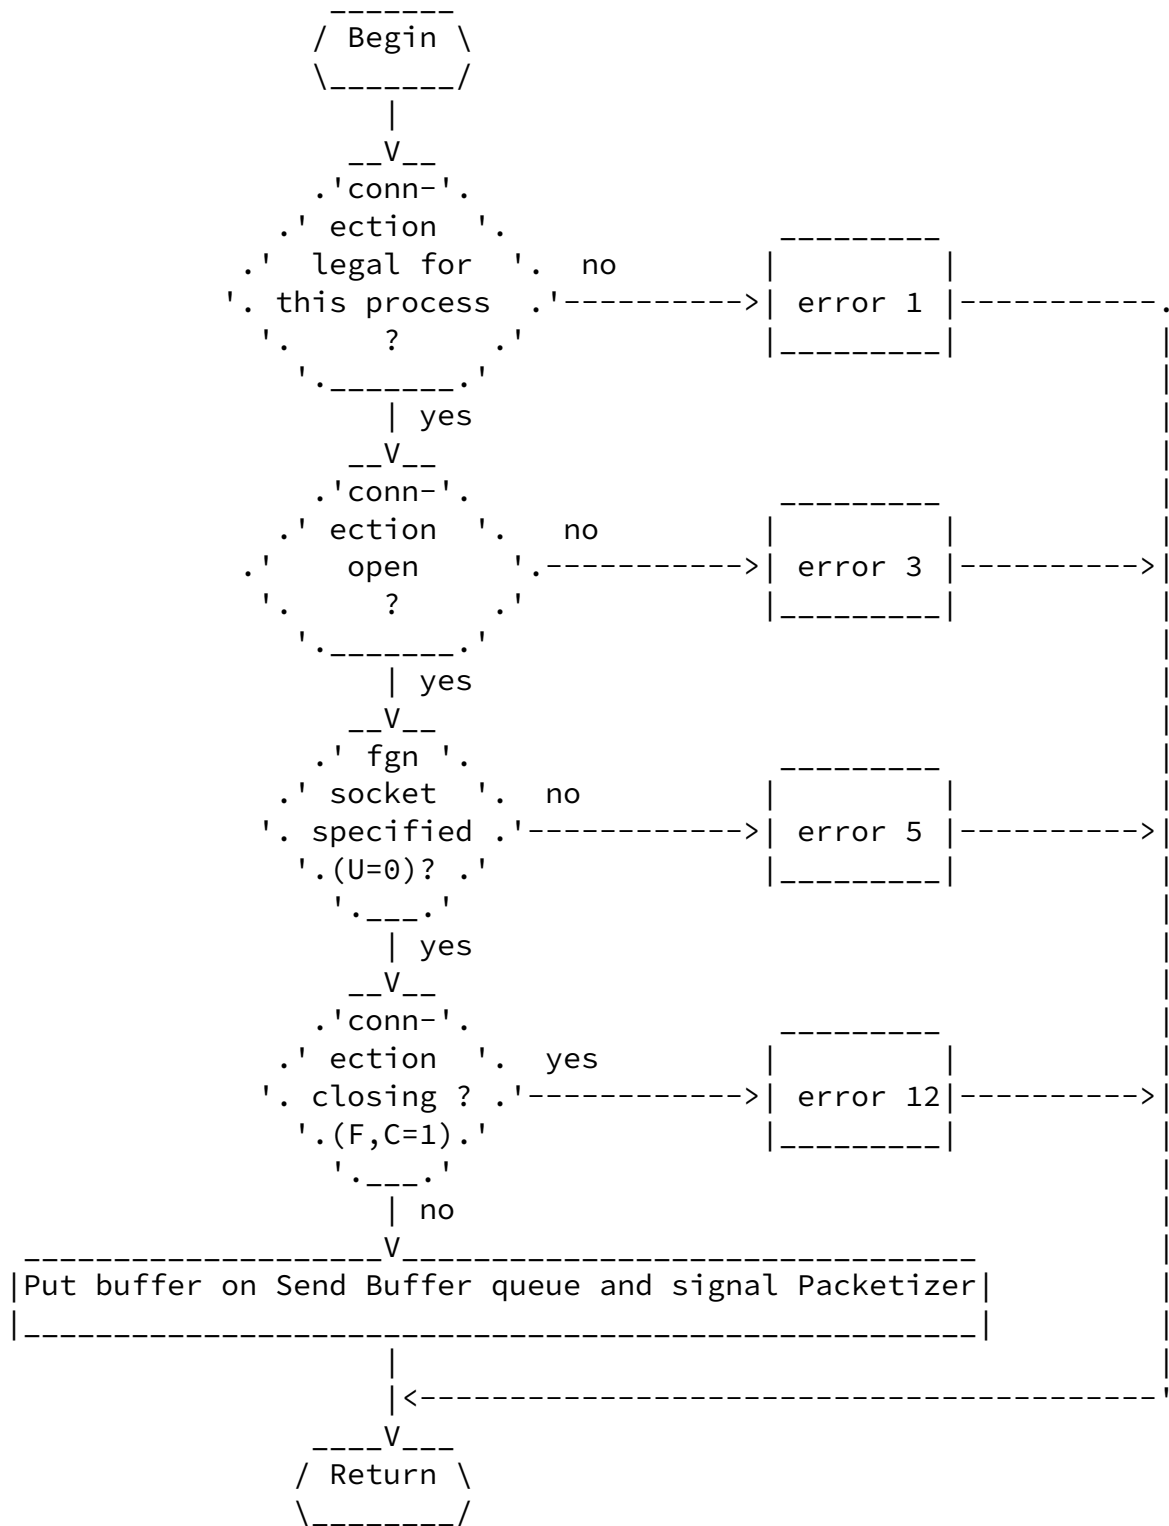 Begin
conn-
ection
legal for no
this process error 1
?
yes
conn-
ection no
open error 3
?
yes
fgn
socket no
specified error 5
(U=0)?
yes
conn-
ection yes
closing ? error 12
(F,C=1)
no
Put buffer on Send Buffer queue and signal Packetizer
Return